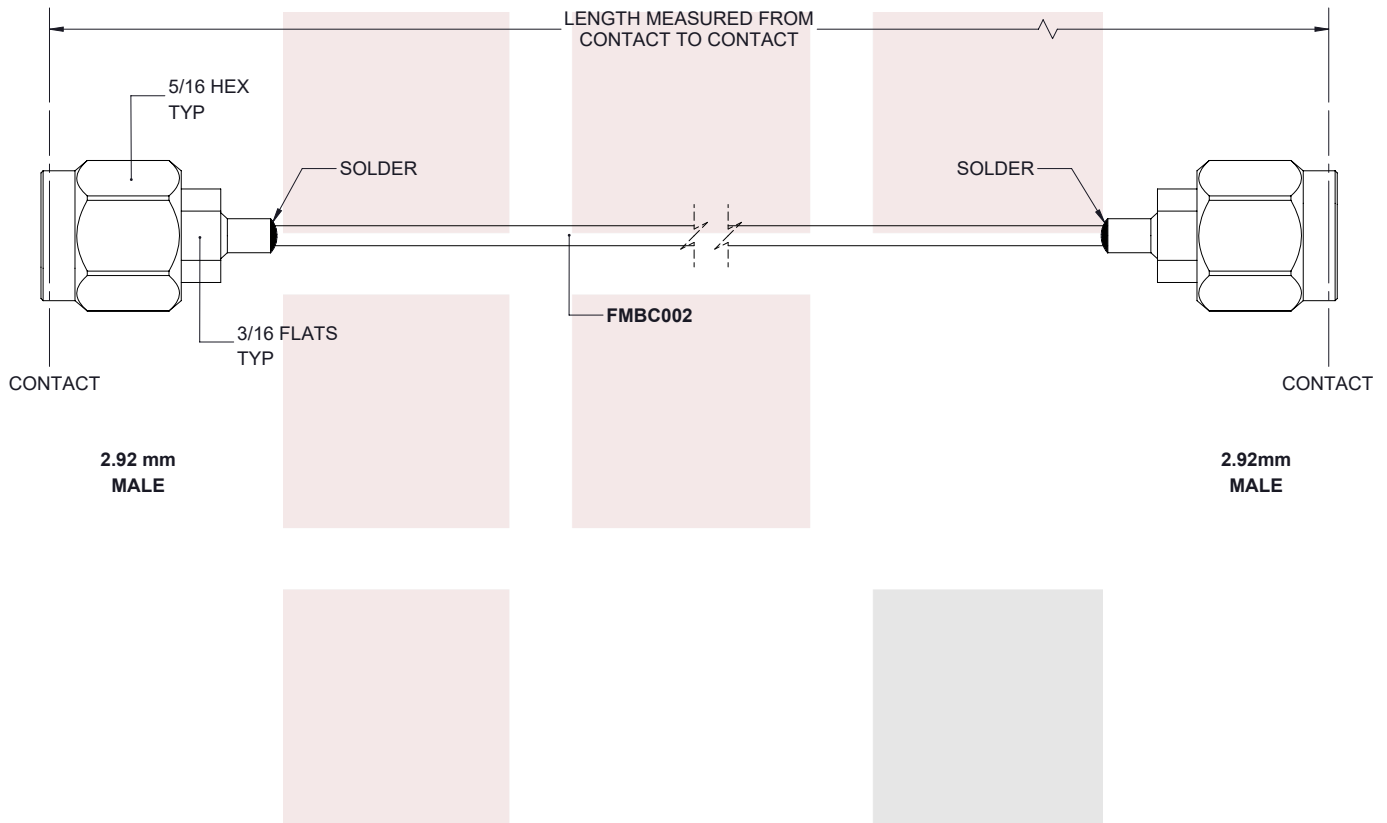 LENGTH MEASURED FROM
CONTACT TO CONTACT
5/16 HEX
TYP
SOLDER
SOLDER
FMBC002
3/16 FLATS
TYP
CONTACT
CONTACT
2.92 mm
MALE
2.92mm
MALE